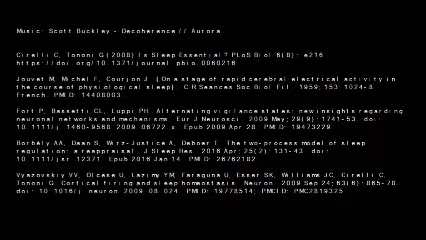 Music: Scott Buckley - Decoherence // Aurora
Cirelli C, Tononi G (2008) Is Sleep Essential? PLoS Biol 6(8): e216
https://doi.org/10.1371/journal.pbio.0060216
Jouvet M, Michel F, Courjon J. [On a stage of rapid cerebral electrical activity in
the course of physiological sleep]. C R Seances Soc Biol Fil. 1959;153:1024-8.
French. PMID: 14408003.
Fort P, Bassetti CL, Luppi PH. Alternating vigilance states: new insights regarding
neuronal networks and mechanisms. Eur J Neurosci. 2009 May;29(9):1741-53. doi:
10.1111/j.1460-9568.2009.06722.x. Epub 2009 Apr 28. PMID: 19473229.
Borbély AA, Daan S, Wirz-Justice A, Deboer T. The two-process model of sleep
regulation: a reappraisal. J Sleep Res. 2016 Apr;25(2):131-43. doi:
10.1111/jsr.12371. Epub 2016 Jan 14. PMID: 26762182.
Vyazovskiy VV, Olcese U, Lazimy YM, Faraguna U, Esser SK, Williams JC, Cirelli C,
Tononi G. Cortical firing and sleep homeostasis. Neuron. 2009 Sep 24;63(6):865-78.
doi: 10.1016/j.neuron.2009.08.024. PMID: 19778514; PMCID: PMC2819325.